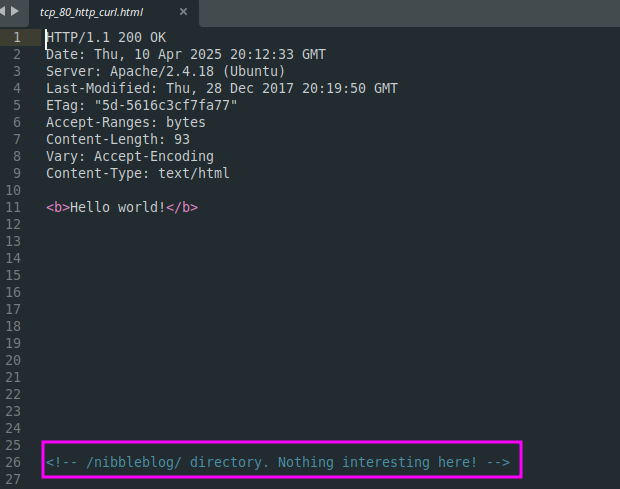 tcp_80_http_curl.html ×
1 HTTP/1.1 200 OK
2 Date: Thu, 10 Apr 2025 20:12:33 GMT
3 Server: Apache/2.4.18 (Ubuntu)
4 Last-Modified: Thu, 28 Dec 2017 20:19:50 GMT
5 ETag: "5d-5616c3cf7fa77"
6 Accept-Ranges: bytes
7 Content-Length: 93
8 Vary: Accept-Encoding
9 Content-Type: text/html
10
11 <b>Hello world!</b>
12
13
14
15
16
17
18
19
20
21
22
23
24
25
26 <!-- /nibbleblog/ directory. Nothing interesting here! -->
27